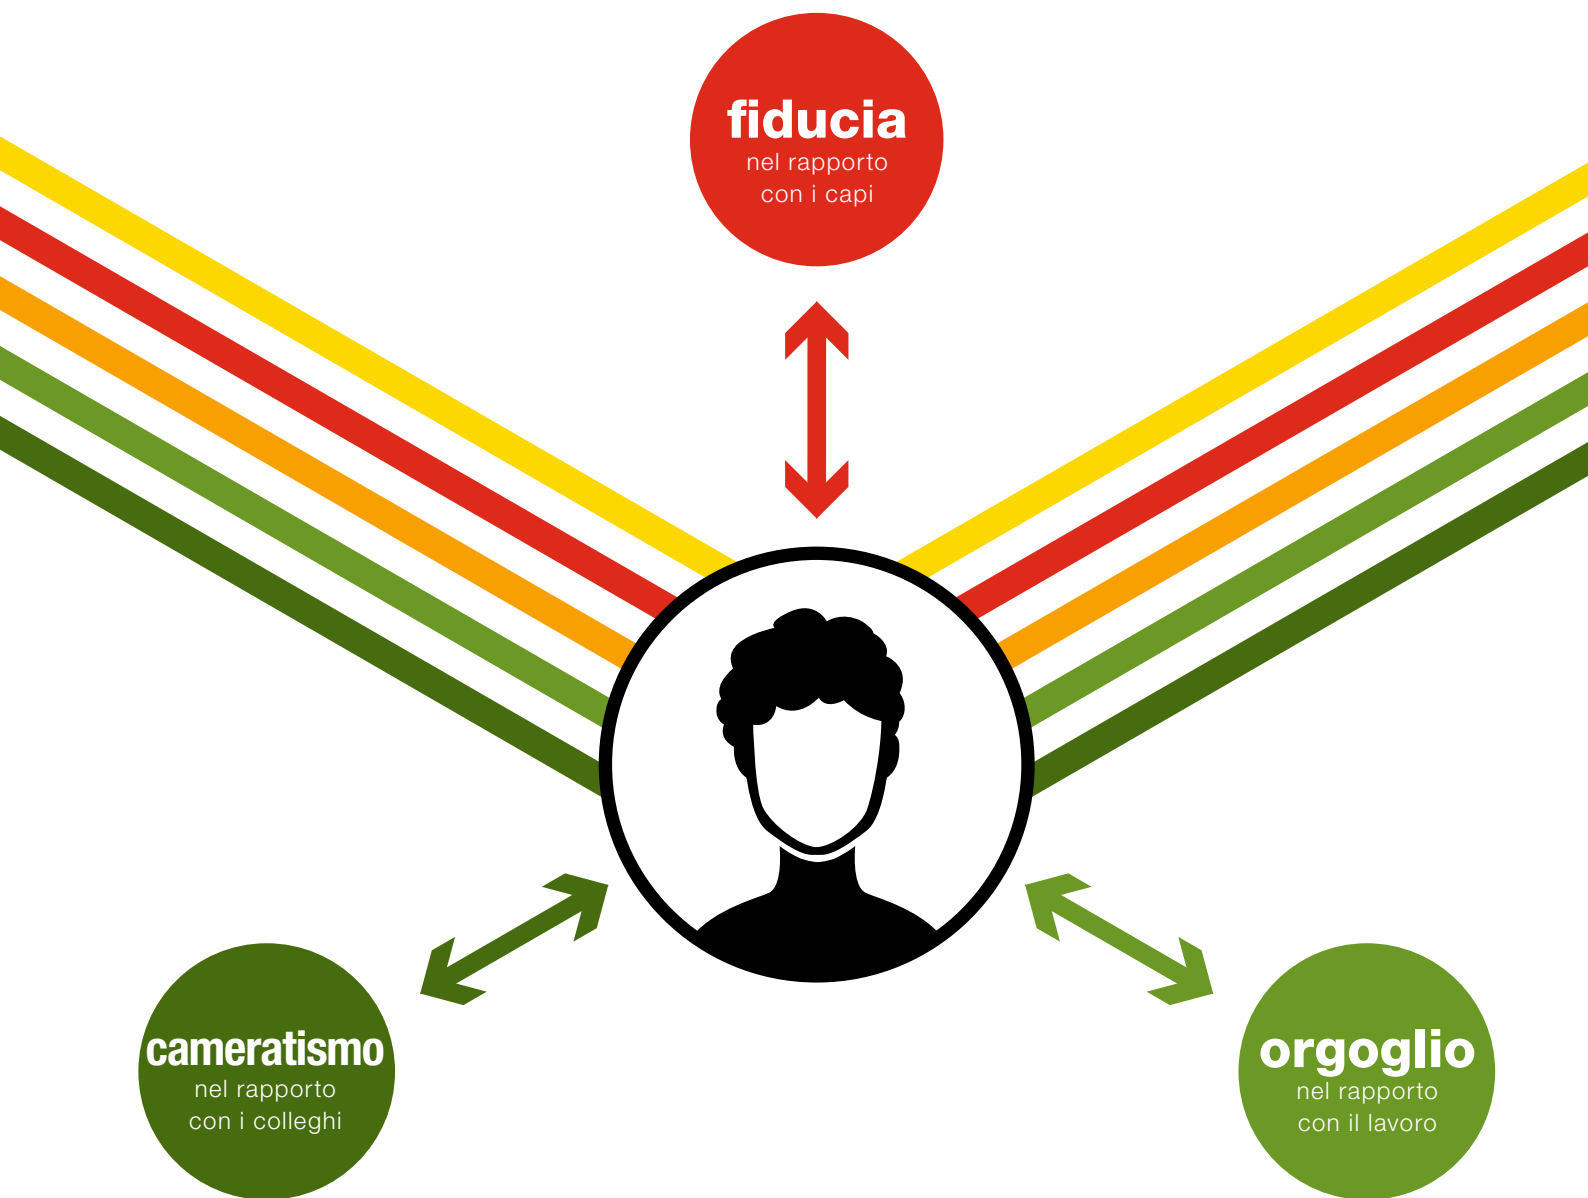 fiducia
nel rapporto
con i capi
cameratismo
nel rapporto
con i colleghi
orgoglio
nel rapporto
con il lavoro